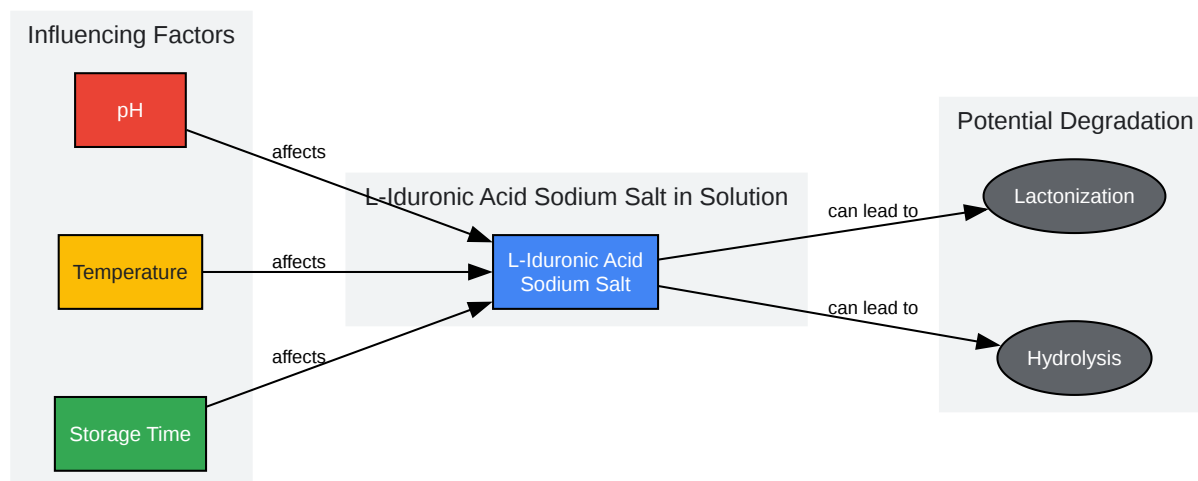 Influencing Factors
pH
affects
Temperature
affects
Storage Time
affects
L-Iduronic Acid Sodium Salt in Solution
L-Iduronic Acid
Sodium Salt
can lead to
can lead to
Potential Degradation
Lactonization
Hydrolysis